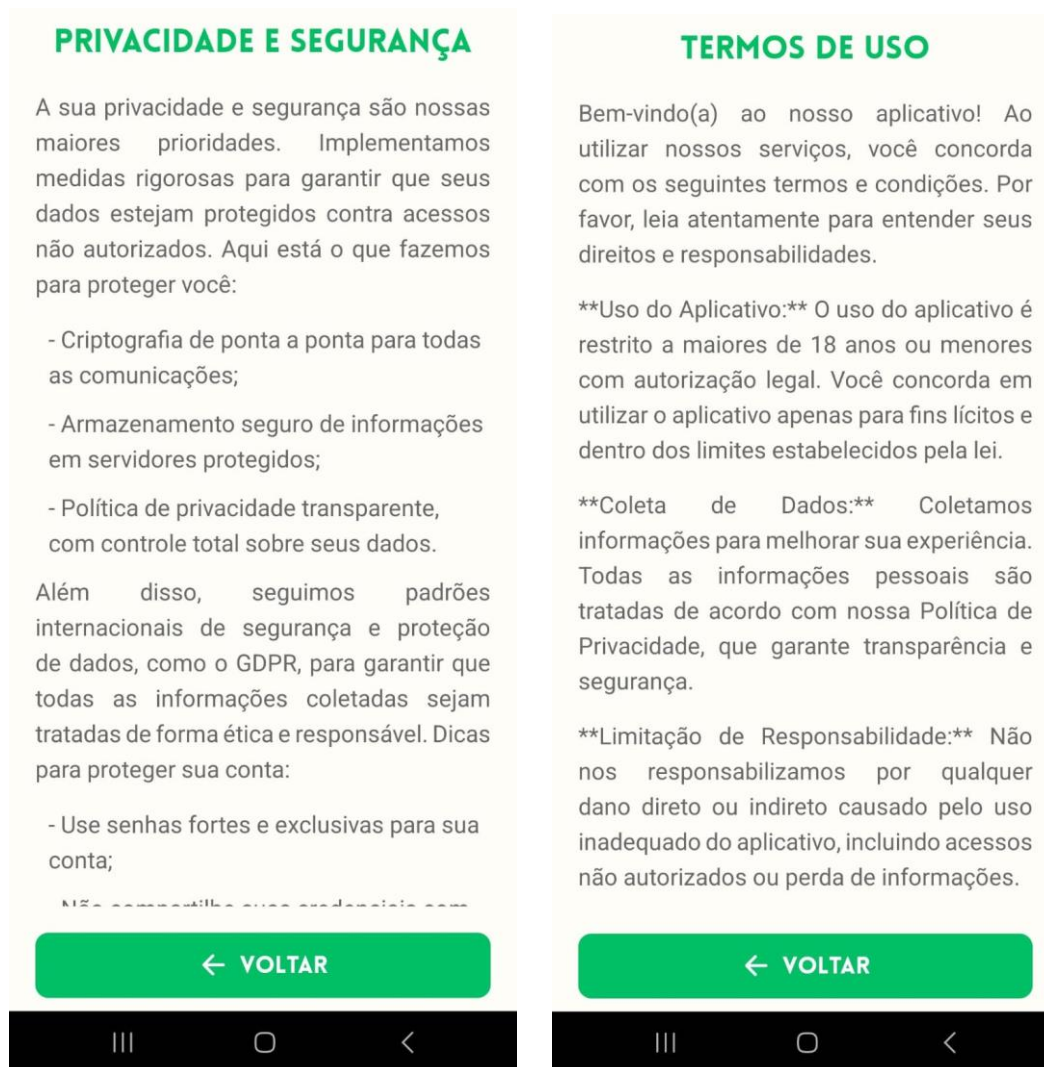 PRIVACIDADE E SEGURANÇA
A sua privacidade e segurança são nossas
maiores prioridades. Implementamos
medidas rigorosas para garantir que seus
dados estejam protegidos contra acessos
não autorizados. Aqui está o que fazemos
para proteger você:
- Criptografia de ponta a ponta para todas
as comunicações;
- Armazenamento seguro de informações
em servidores protegidos;
- Política de privacidade transparente,
com controle total sobre seus dados.
Além disso, seguimos padrões
internacionais de segurança e proteção
de dados, como o GDPR, para garantir que
todas as informações coletadas sejam
tratadas de forma ética e responsável. Dicas
para proteger sua conta:
- Use senhas fortes e exclusivas para sua
conta;
- Não compartilhe suas credenciais com
← VOLTAR
TERMOS DE USO
Bem-vindo(a) ao nosso aplicativo! Ao
utilizar nossos serviços, você concorda
com os seguintes termos e condições. Por
favor, leia atentamente para entender seus
direitos e responsabilidades.
**Uso do Aplicativo:** O uso do aplicativo é
restrito a maiores de 18 anos ou menores
com autorização legal. Você concorda em
utilizar o aplicativo apenas para fins lícitos e
dentro dos limites estabelecidos pela lei.
**Coleta de Dados:** Coletamos
informações para melhorar sua experiência.
Todas as informações pessoais são
tratadas de acordo com nossa Política de
Privacidade, que garante transparência e
segurança.
**Limitação de Responsabilidade:** Não
nos responsabilizamos por qualquer
dano direto ou indireto causado pelo uso
inadequado do aplicativo, incluindo acessos
não autorizados ou perda de informações.
← VOLTAR